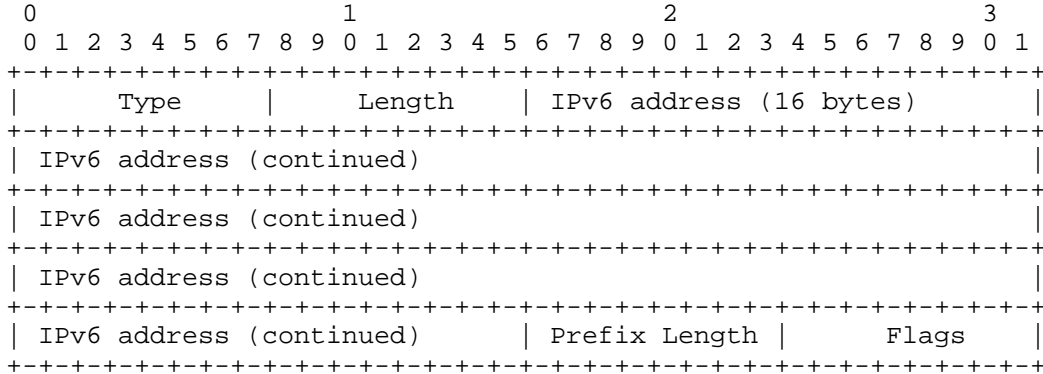 0                   1                   2                   3
 0 1 2 3 4 5 6 7 8 9 0 1 2 3 4 5 6 7 8 9 0 1 2 3 4 5 6 7 8 9 0 1
+-+-+-+-+-+-+-+-+-+-+-+-+-+-+-+-+-+-+-+-+-+-+-+-+-+-+-+-+-+-+-+-+
|      Type     |     Length    | IPv6 address (16 bytes)       |
+-+-+-+-+-+-+-+-+-+-+-+-+-+-+-+-+-+-+-+-+-+-+-+-+-+-+-+-+-+-+-+-+
| IPv6 address (continued)                                      |
+-+-+-+-+-+-+-+-+-+-+-+-+-+-+-+-+-+-+-+-+-+-+-+-+-+-+-+-+-+-+-+-+
| IPv6 address (continued)                                      |
+-+-+-+-+-+-+-+-+-+-+-+-+-+-+-+-+-+-+-+-+-+-+-+-+-+-+-+-+-+-+-+-+
| IPv6 address (continued)                                      |
+-+-+-+-+-+-+-+-+-+-+-+-+-+-+-+-+-+-+-+-+-+-+-+-+-+-+-+-+-+-+-+-+
| IPv6 address (continued)      | Prefix Length |      Flags    |
+-+-+-+-+-+-+-+-+-+-+-+-+-+-+-+-+-+-+-+-+-+-+-+-+-+-+-+-+-+-+-+-+